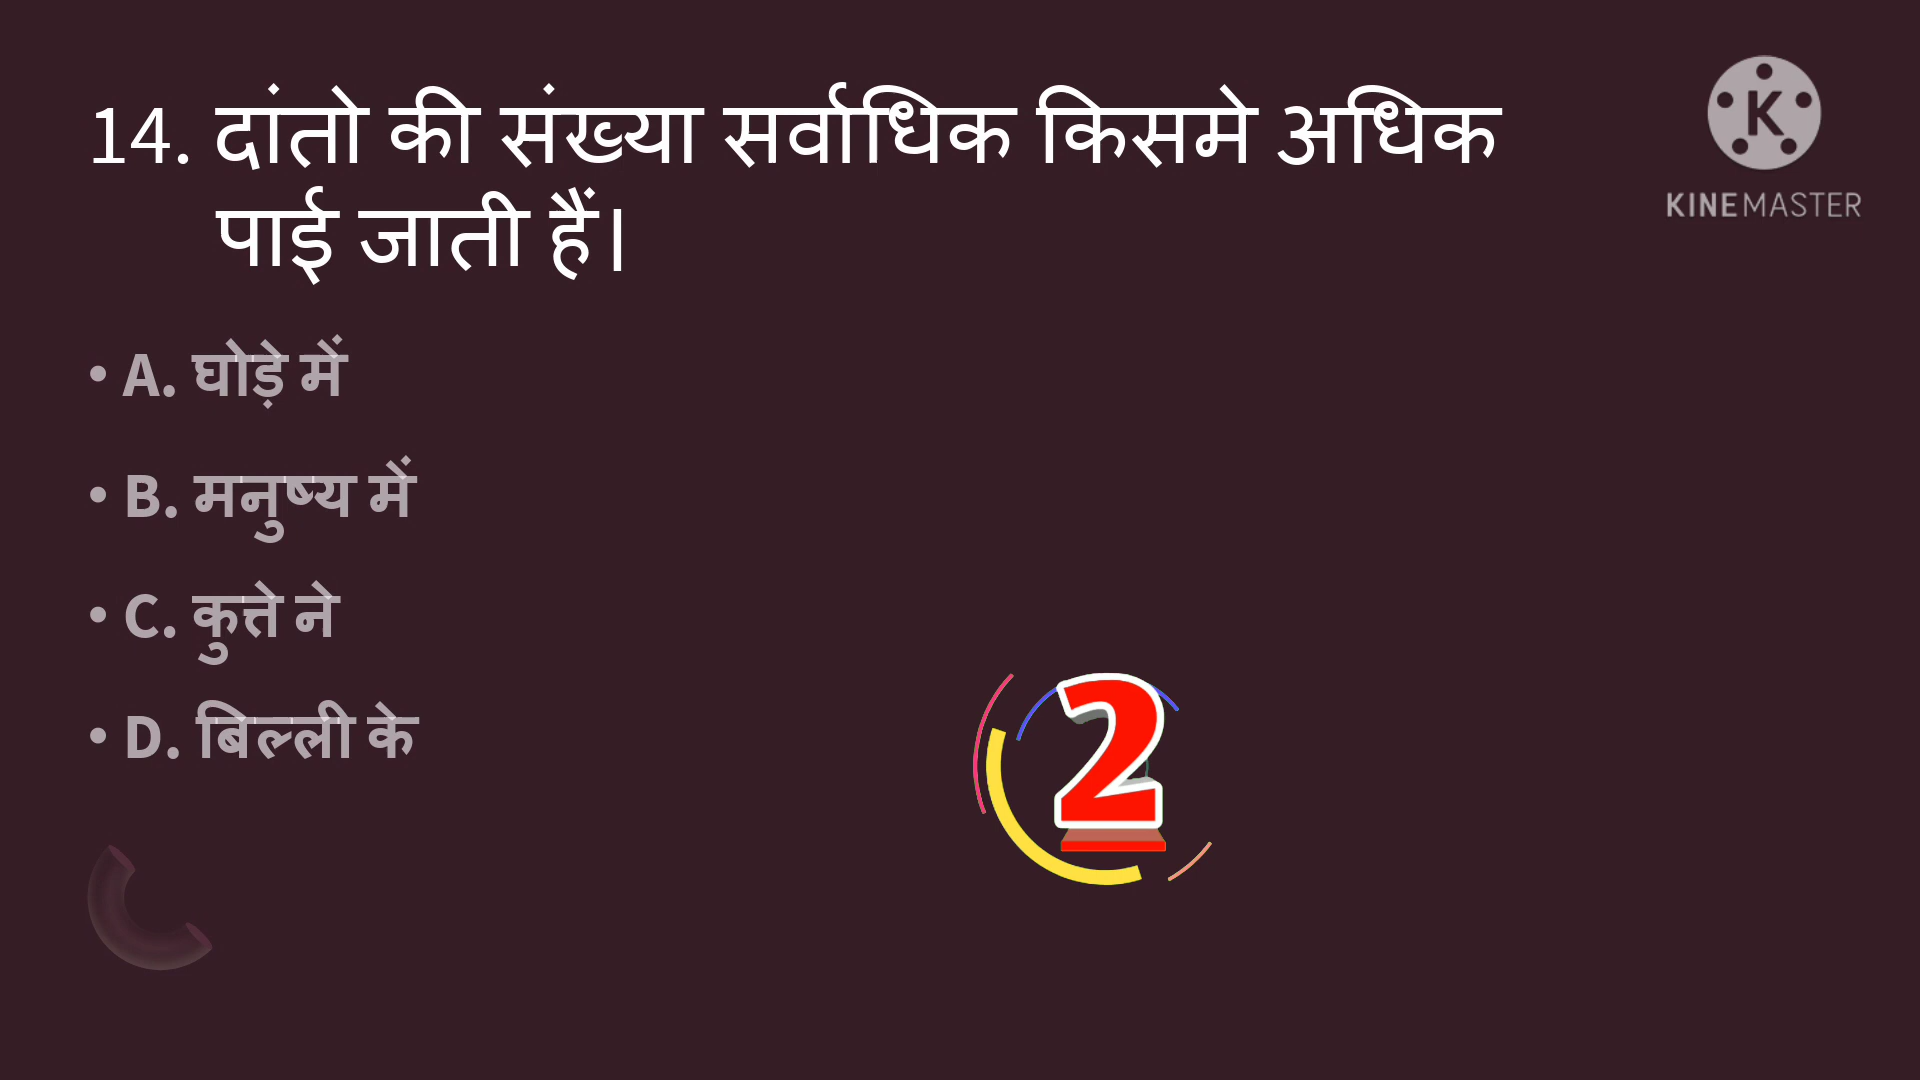 14. दांतो की संख्या सर्वाधिक किसमे अधिक
पाई जाती हैं।
KINEMASTER
• A. घोड़े में
• B. मनुष्य में
• C. कुत्ते ने
• D. बिल्ली के
2